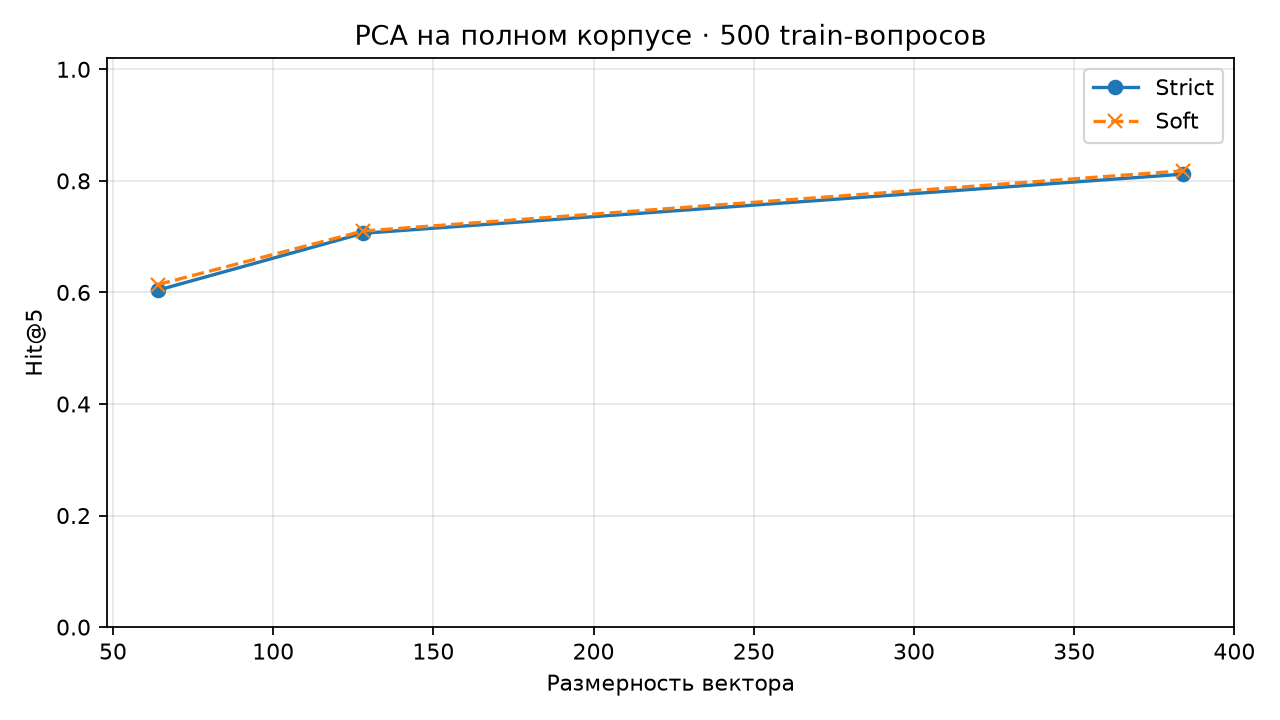 PCA на полном корпусе · 500 train-вопросов
1.0
0.8
0.6
0.4
0.2
0.0
Hit@5
Strict
Soft
50 100 150 200 250 300 350 400
Размерность вектора